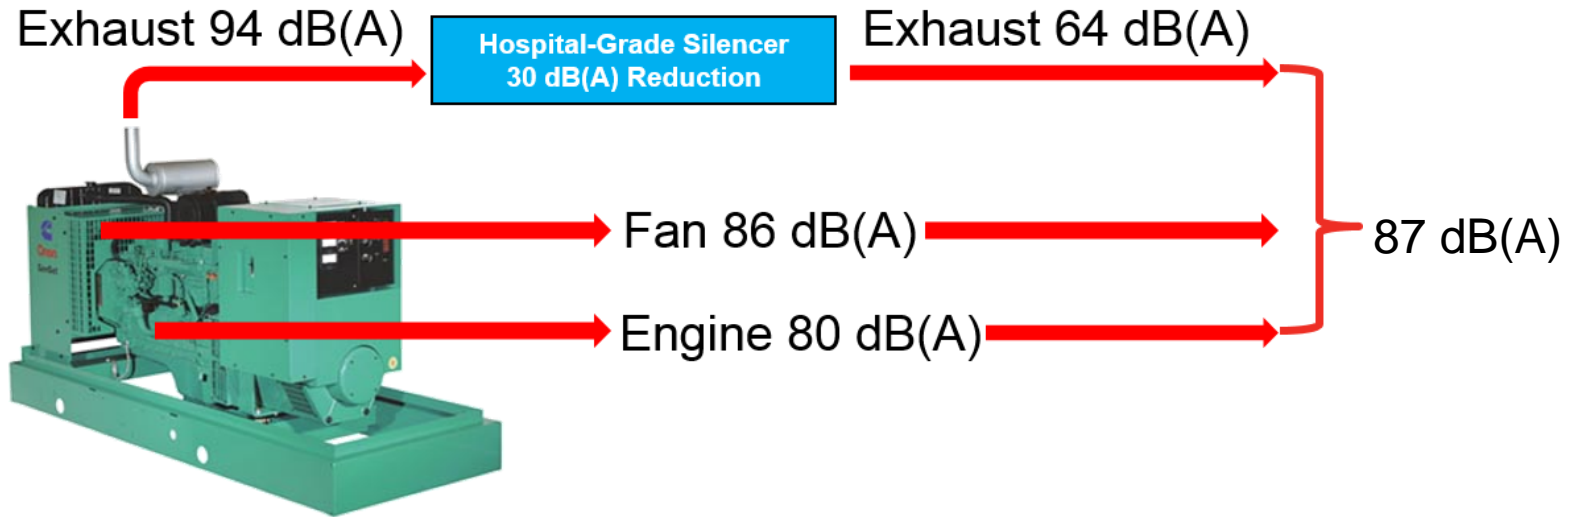 Exhaust 94 dB(A)
Hospital-Grade Silencer
30 dB(A) Reduction
Exhaust 64 dB(A)
Fan 86 dB(A)
87 dB(A)
Engine 80 dB(A)